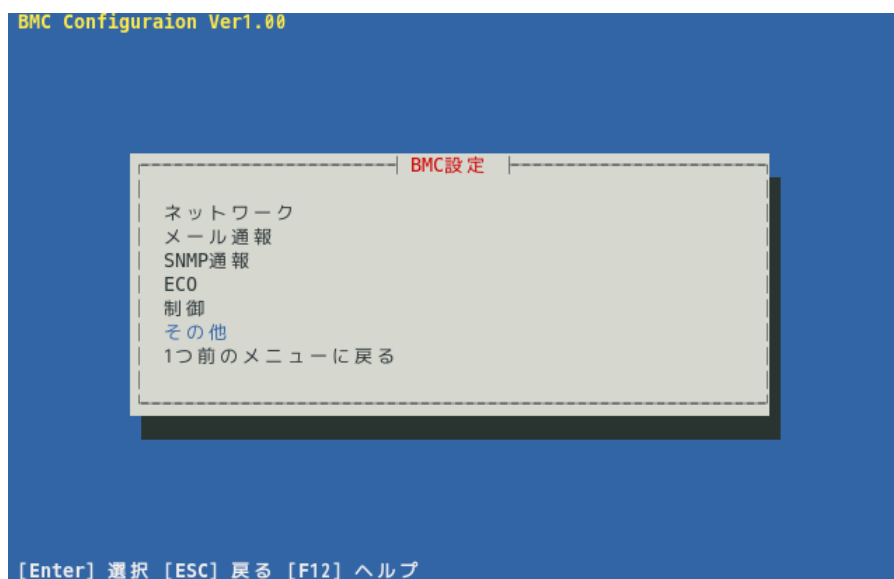 BMC Configuraion Ver1.00
BMC設定
ネットワーク
メール通報
SNMP通報
ECO
制御
その他
1つ前のメニューに戻る
[Enter] 選択 [ESC] 戻る [F12] ヘルプ